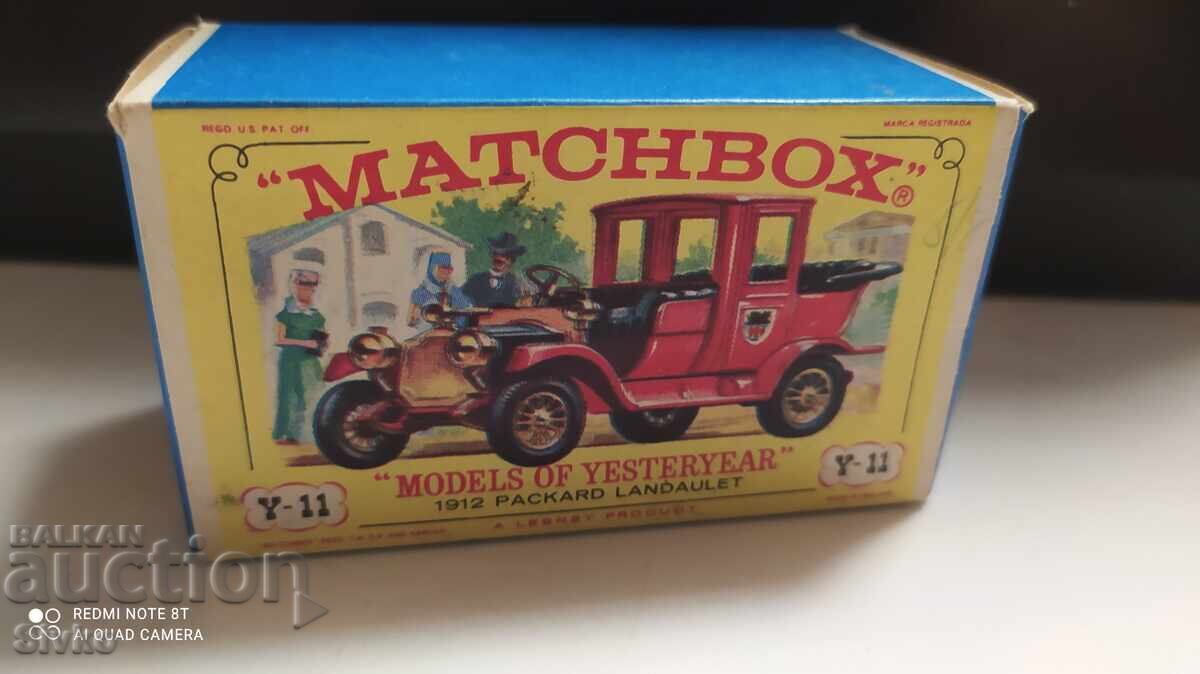 REGD. U.S. PAT. OFF.
MARCA REGISTRADA
"MATCHBOX"®
"MODELS OF YESTERYEAR"
1912 PACKARD LANDAULET
Y-11
Y-11
A LESNEY PRODUCT
BALKAN
auction
REDMI NOTE 8T
AI QUAD CAMERA
Sivko